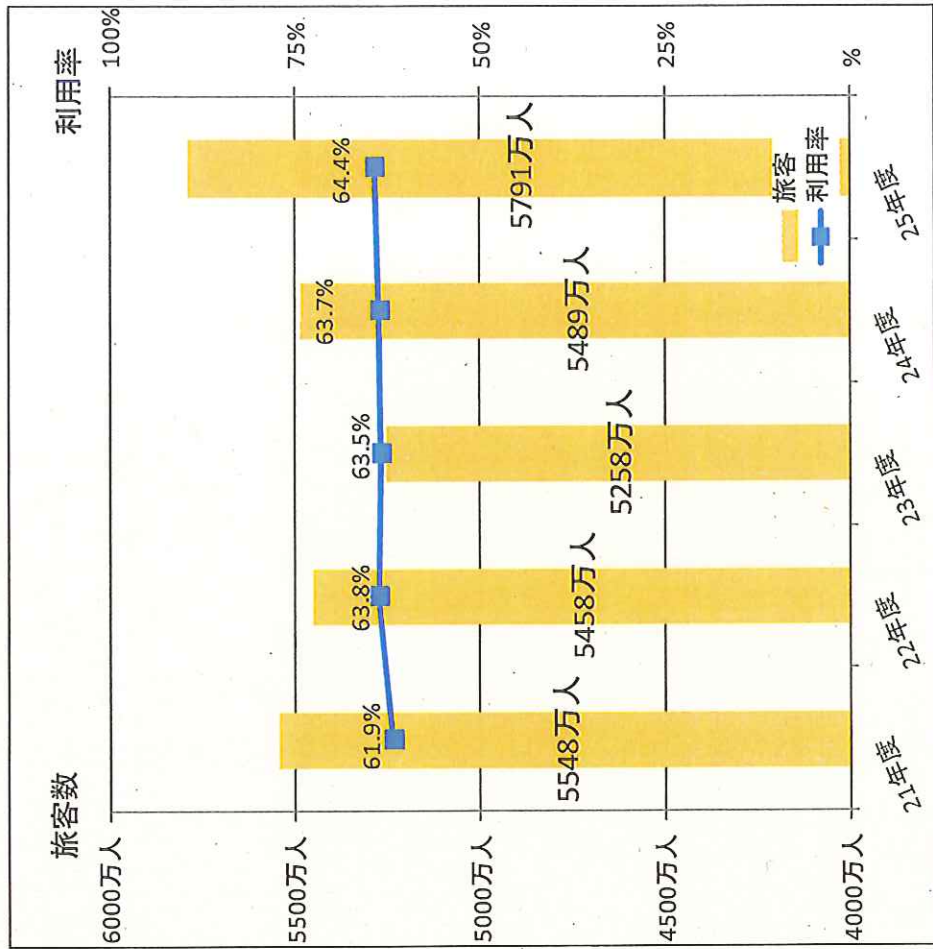 旅客数
利用率
6000万人
5500万人
5000万人
4500万人
4000万人
100%
75%
50%
25%
%
61.9%
63.8%
63.5%
63.7%
64.4%
5548万人
5458万人
5258万人
5489万人
5791万人
旅客
利用率
21年度
22年度
23年度
24年度
25年度